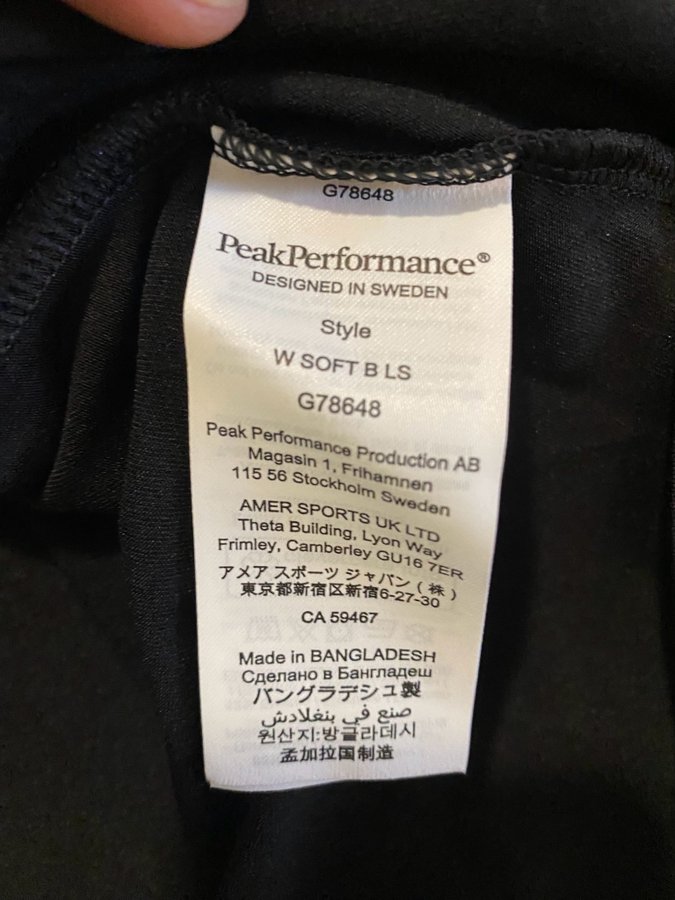 G78648
PeakPerformance®
DESIGNED IN SWEDEN
Style
W SOFT B LS
G78648
Peak Performance Production AB
Magasin 1, Frihamnen
115 56 Stockholm Sweden
AMER SPORTS UK LTD
Theta Building, Lyon Way
Frimley, Camberley GU16 7ER
アメア スポーツ ジャパン ( 株 )
東京都新宿区新宿6-27-30
CA 59467
Made in BANGLADESH
Сделано в Бангладеш
バングラデシュ製
صنع في بنغلادش
원산지:방글라데시
孟加拉国制造